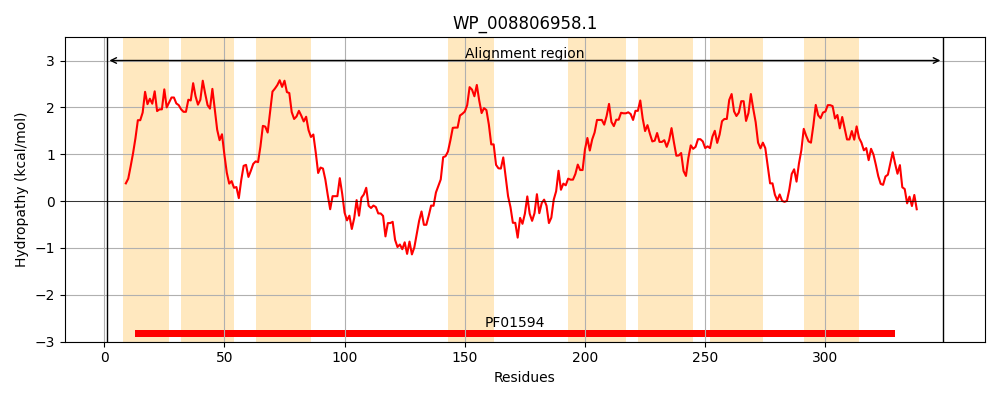 WP_008806958.1
Alignment region
Hydropathy (kcal/mol)
3
2
1
0
−1
−2
−3
PF01594
0 50 100 150 200 250 300
Residues